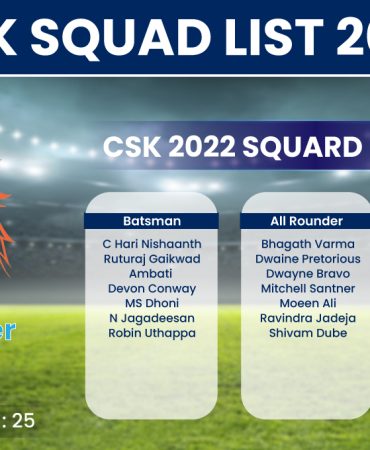 K SQUAD LIST 20
CSK 2022 SQUARD
Batsman
C Hari Nishaanth
Ruturaj Gaikwad
Ambati
Devon Conway
MS Dhoni
N Jagadeesan
Robin Uthappa
All Rounder
Bhagath Varma
Dwaine Pretorious
Dwayne Bravo
Mitchell Santner
Moeen Ali
Ravindra Jadeja
Shivam Dube
er
: 25